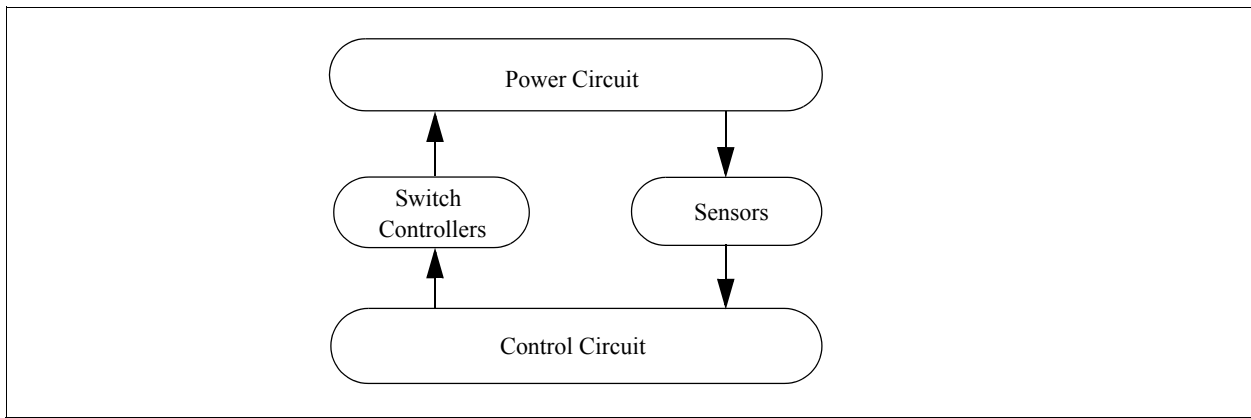 Power Circuit
Switch
Controllers
Sensors
Control Circuit